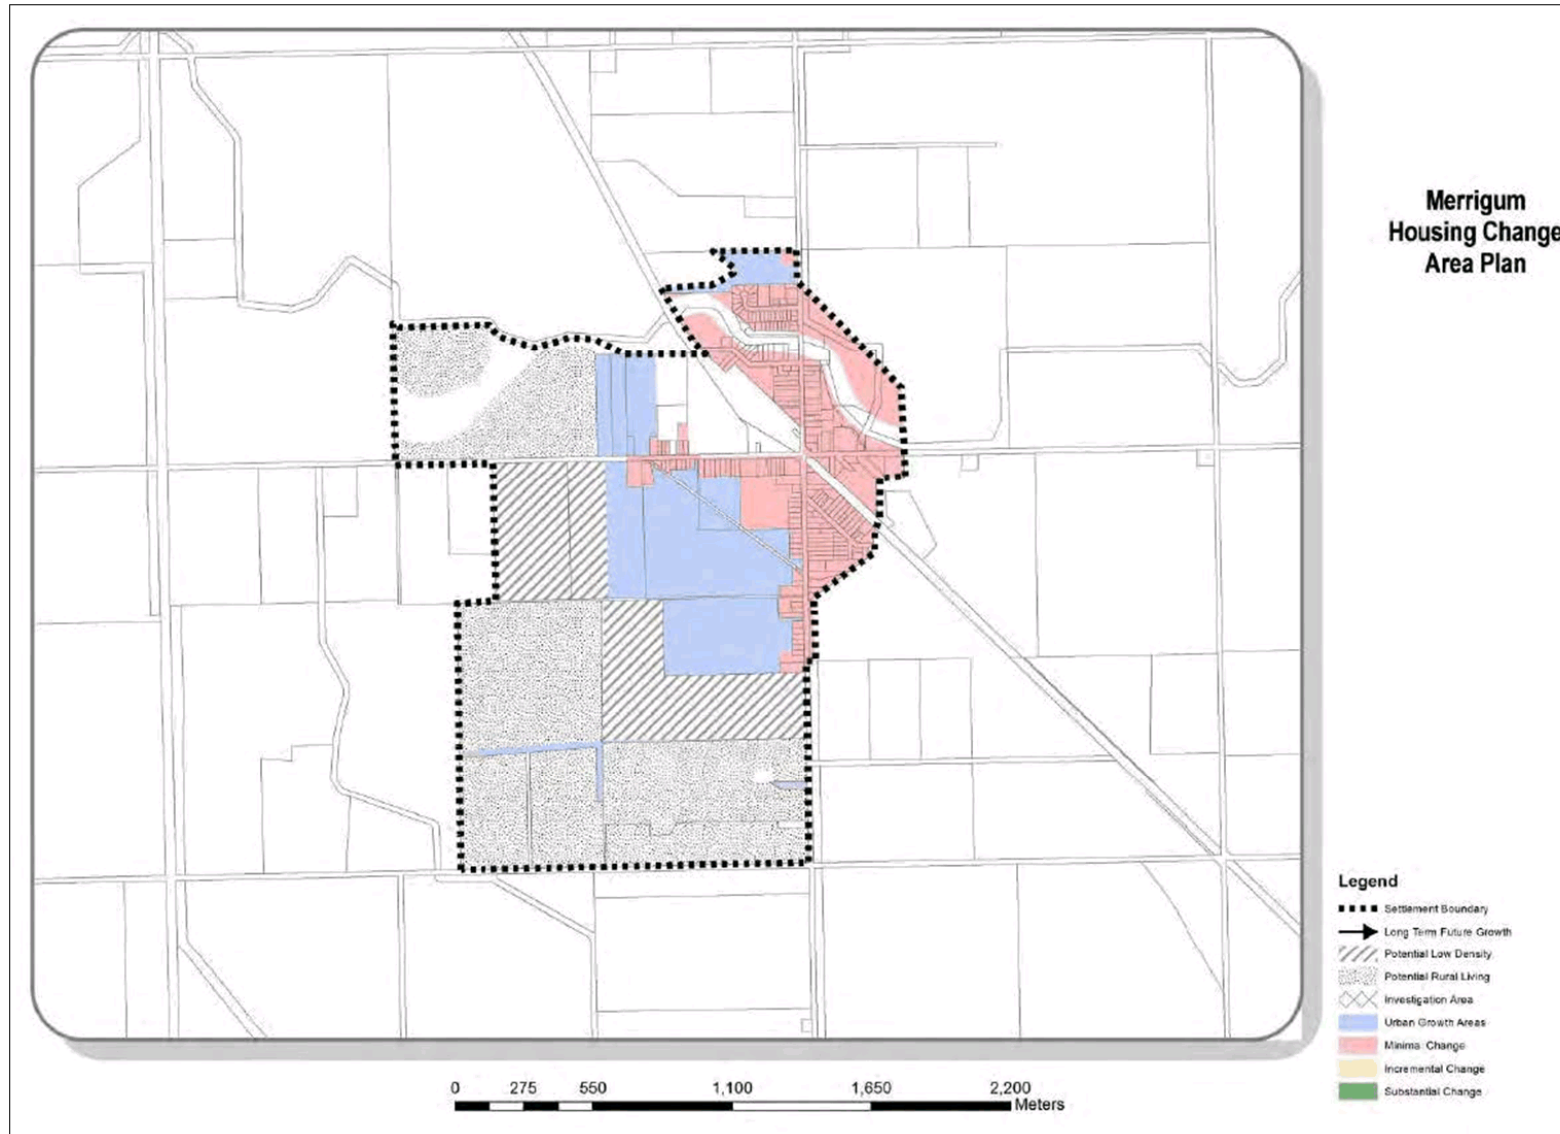 Merrigum
Housing Change
Area Plan
Legend
Settlement Boundary
Long Term Future Growth
Potential Low Density
Potential Rural Living
Investigation Area
Urban Growth Areas
Minimal Change
Incremental Change
Substantial Change
0 275 550 1,100 1,650 2,200
Meters